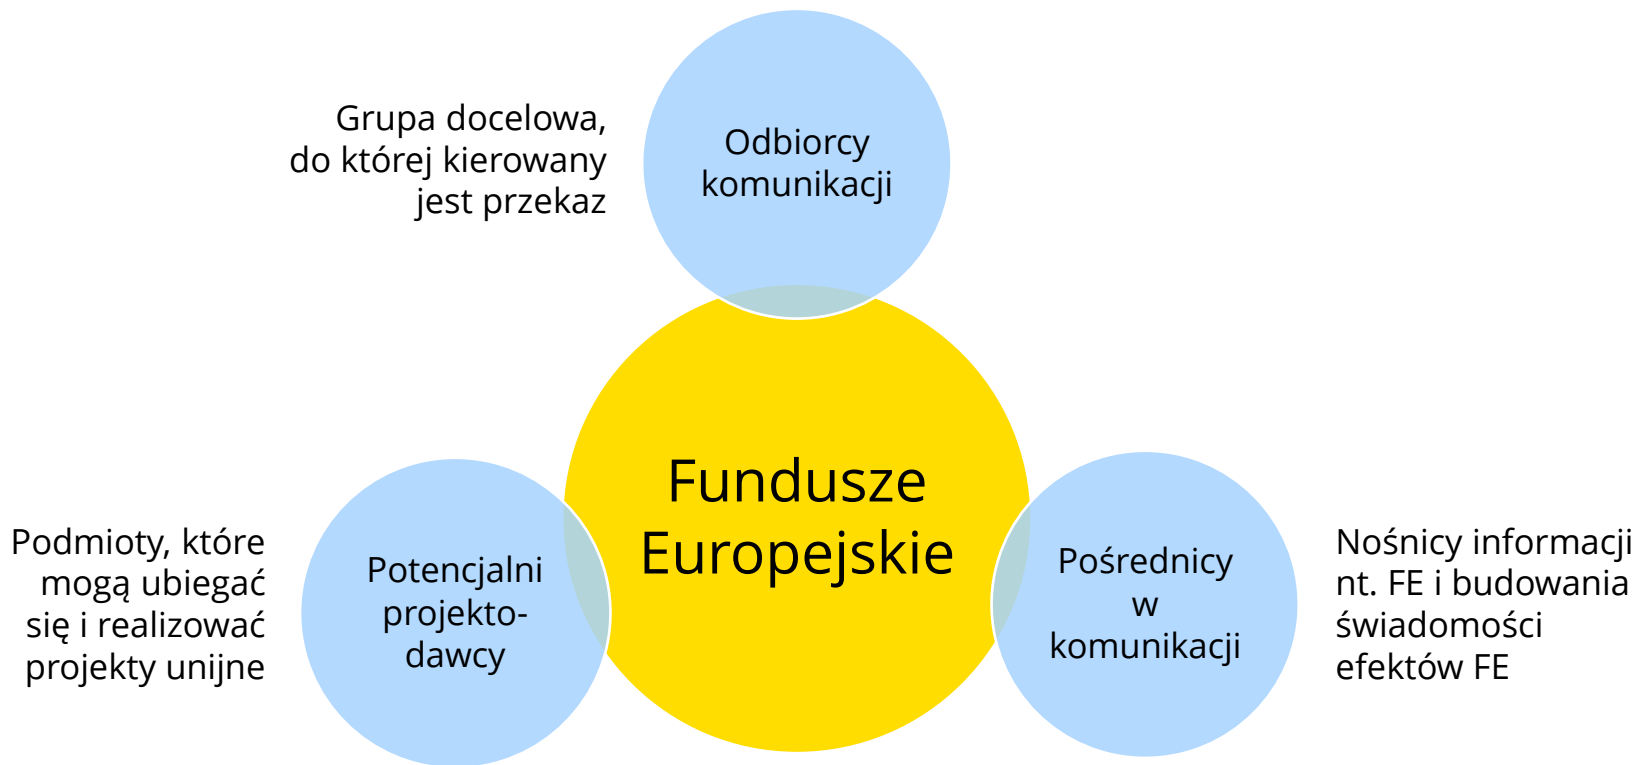 Grupa docelowa,
do której kierowany
jest przekaz
Odbiorcy
komunikacji
Fundusze
Europejskie
Podmioty, które
mogą ubiegać
się i realizować
projekty unijne
Potencjalni
projekto-
dawcy
Pośrednicy
w
komunikacji
Nośnicy informacji
nt. FE i budowania
świadomości
efektów FE